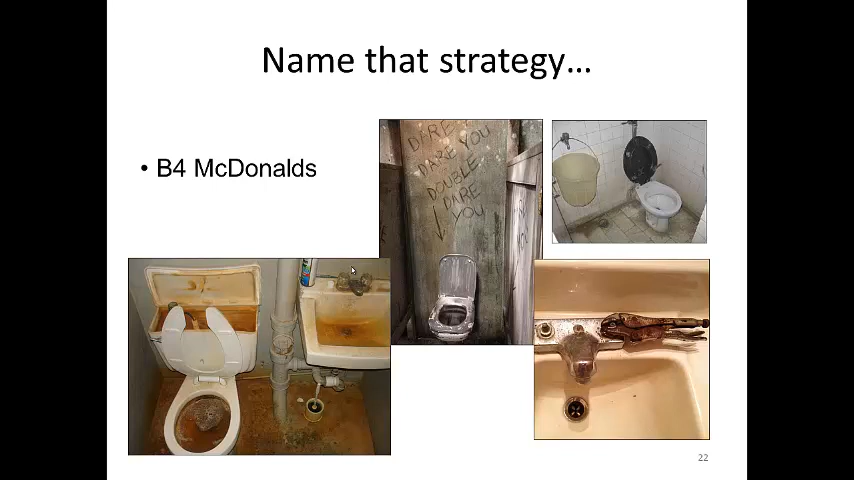 Name that strategy...
• B4 McDonalds
DARE
DARE YOU
DOUBLE
DARE
YOU
22